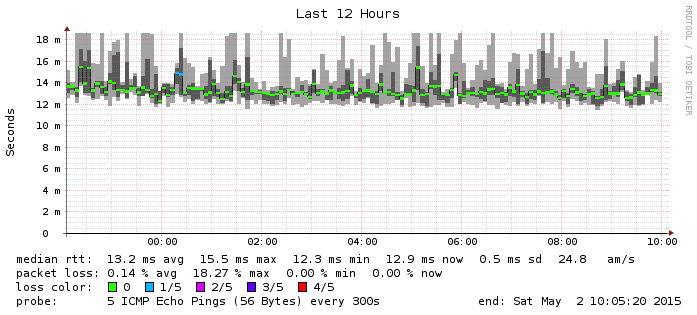 Last 12 Hours
RRDTOOL / TOBI OETIKER
Seconds
18 m
16 m
14 m
12 m
10 m
8 m
6 m
4 m
2 m
0
00:00 02:00 04:00 06:00 08:00 10:00
median rtt: 13.2 ms avg 15.5 ms max 12.3 ms min 12.9 ms now 0.5 ms sd 24.8 am/s
packet loss: 0.14 % avg 18.27 % max 0.00 % min 0.00 % now
loss color: 0 1/5 2/5 3/5 4/5
probe: 5 ICMP Echo Pings (56 Bytes) every 300s end: Sat May 2 10:05:20 2015